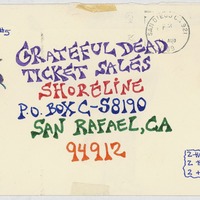 GRATEFUL DEAD
TICKET SALES
SHORELINE
P.O. BOX C-S8190
SAN RAFAEL, CA
94912